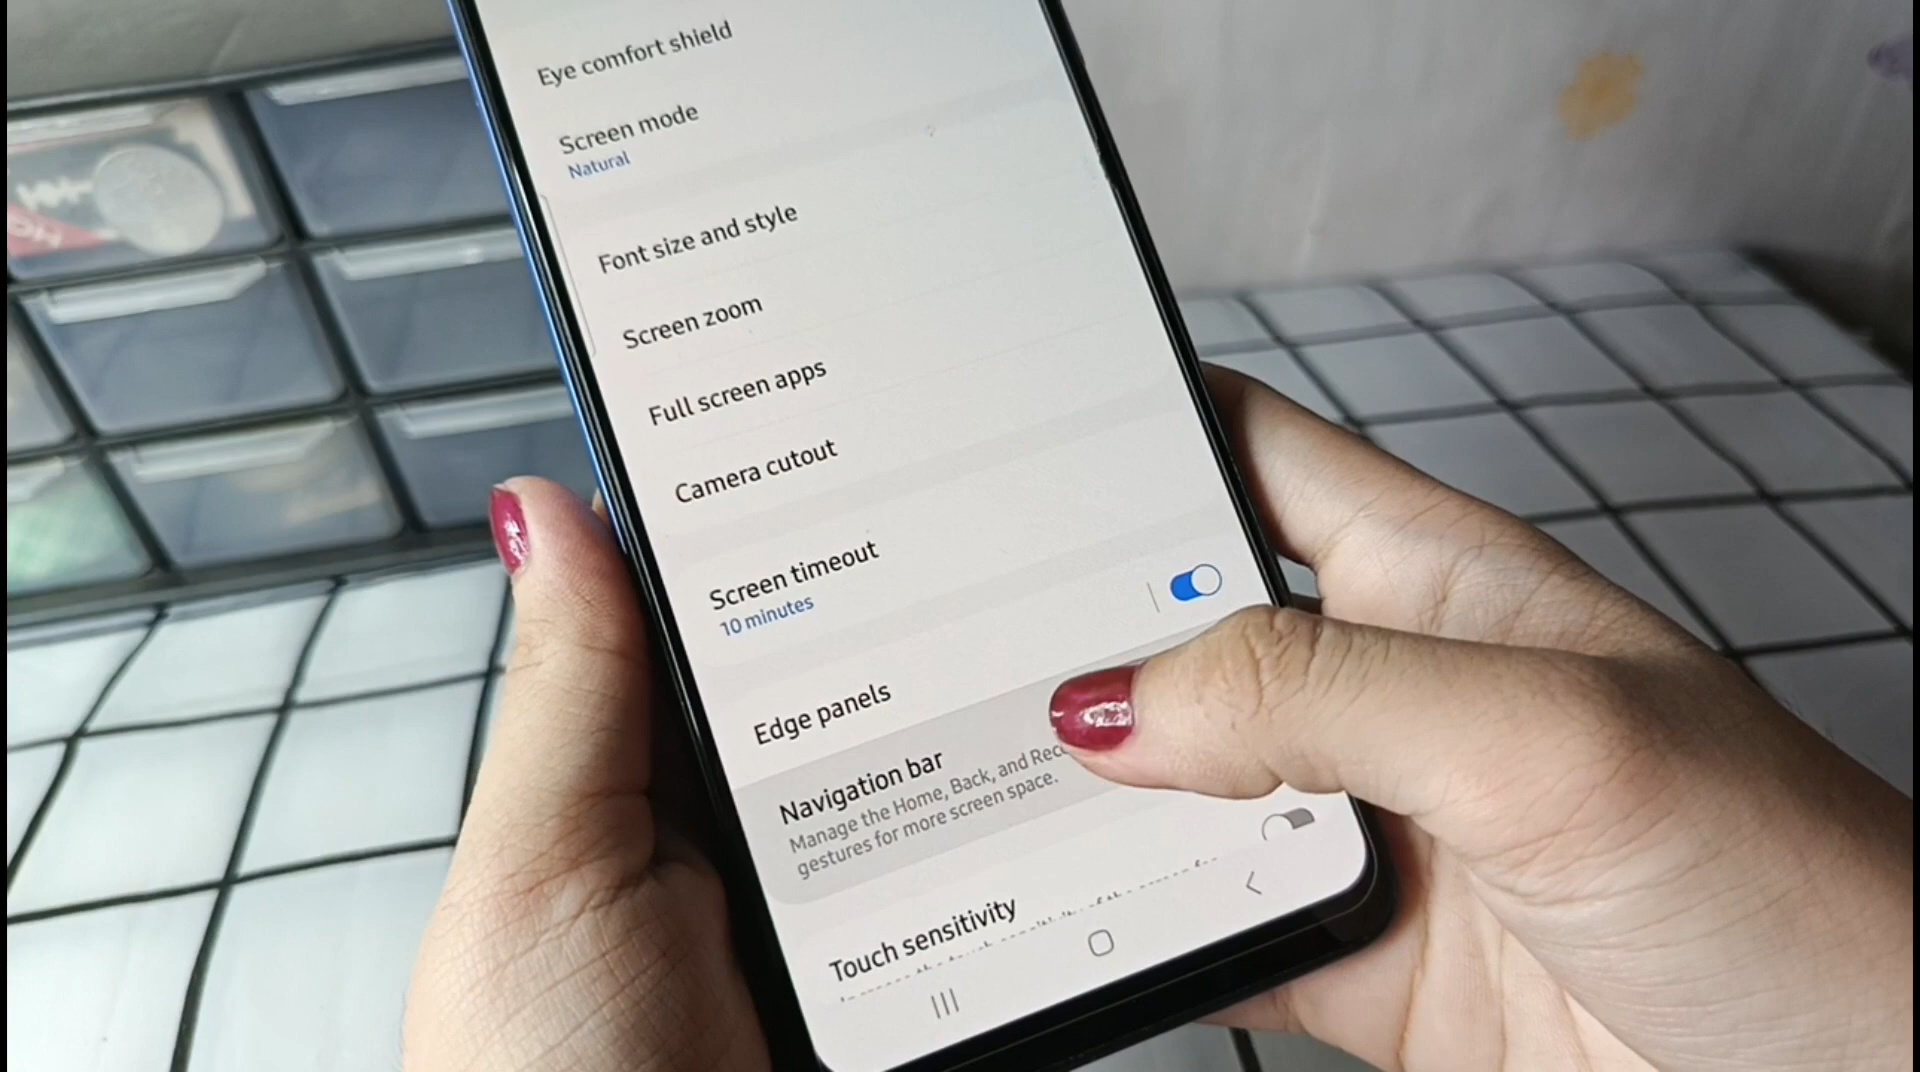 Eye comfort shield
Screen mode
Natural
Font size and style
Screen zoom
Full screen apps
Camera cutout
Screen timeout
10 minutes
Edge panels
Navigation bar
Manage the Home, Back, and
gestures for more screen space.
Touch sensitivity